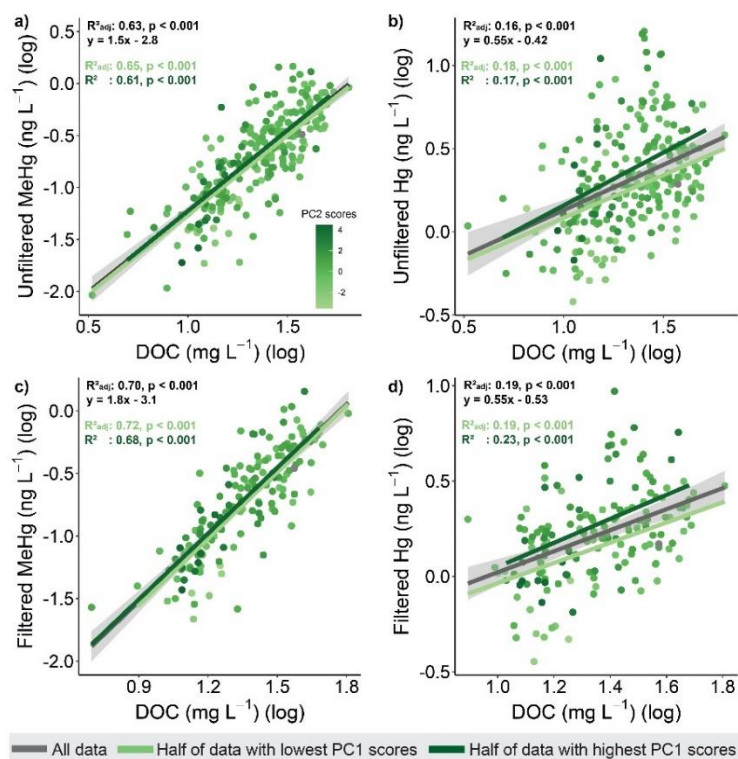 a)
R²adj: 0.63, p < 0.001
y = 1.5x - 2.8
R²adj: 0.65, p < 0.001
R² : 0.61, p < 0.001
Unfiltered MeHg (ng L⁻¹) (log)
0.0
-0.5
-1.0
-1.5
-2.0
PC2 scores
4
2
0
-2
0.5
1.0
1.5
DOC (mg L⁻¹) (log)
b)
R²adj: 0.16, p < 0.001
y = 0.55x - 0.42
R²adj: 0.18, p < 0.001
R² : 0.17, p < 0.001
Unfiltered Hg (ng L⁻¹) (log)
1.0
0.5
0.0
-0.5
0.5
1.0
1.5
DOC (mg L⁻¹) (log)
c)
R²adj: 0.70, p < 0.001
y = 1.8x - 3.1
R²adj: 0.72, p < 0.001
R² : 0.68, p < 0.001
Filtered MeHg (ng L⁻¹) (log)
0.0
-0.5
-1.0
-1.5
-2.0
0.9
1.2
1.5
1.8
DOC (mg L⁻¹) (log)
d)
R²adj: 0.19, p < 0.001
y = 0.55x - 0.53
R²adj: 0.19, p < 0.001
R² : 0.23, p < 0.001
Filtered Hg (ng L⁻¹) (log)
1.0
0.5
0.0
-0.5
1.0
1.2
1.4
1.6
1.8
DOC (mg L⁻¹) (log)
All data
Half of data with lowest PC1 scores
Half of data with highest PC1 scores